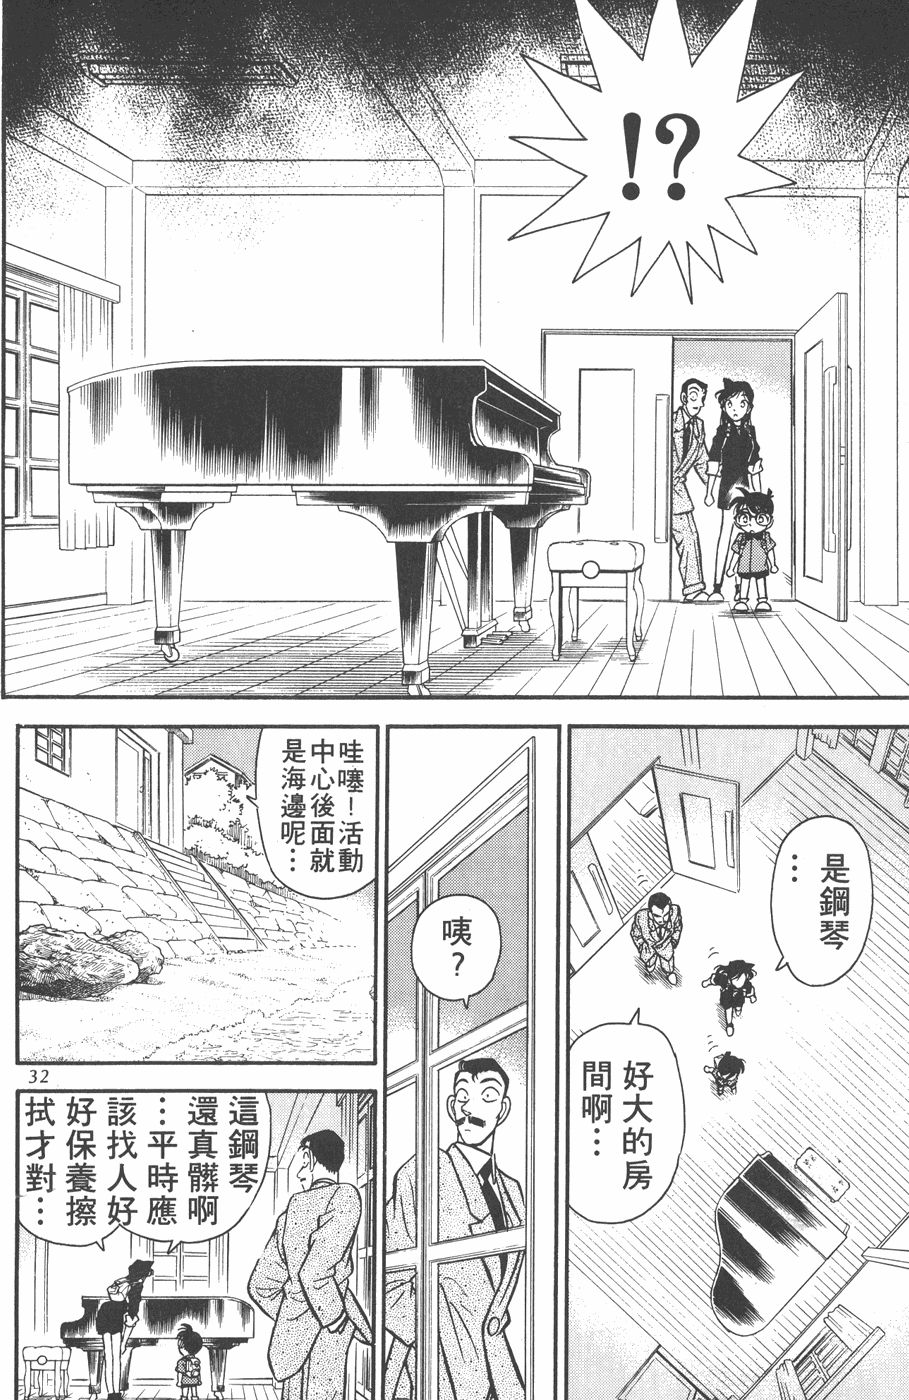 !?
是鋼琴
…
好大的房
間啊…
咦?
哇噻!活動
中心後面就
是海邊呢…
32
這鋼琴
還真髒啊
…平時應
該找人好
好保養擦
拭才對…